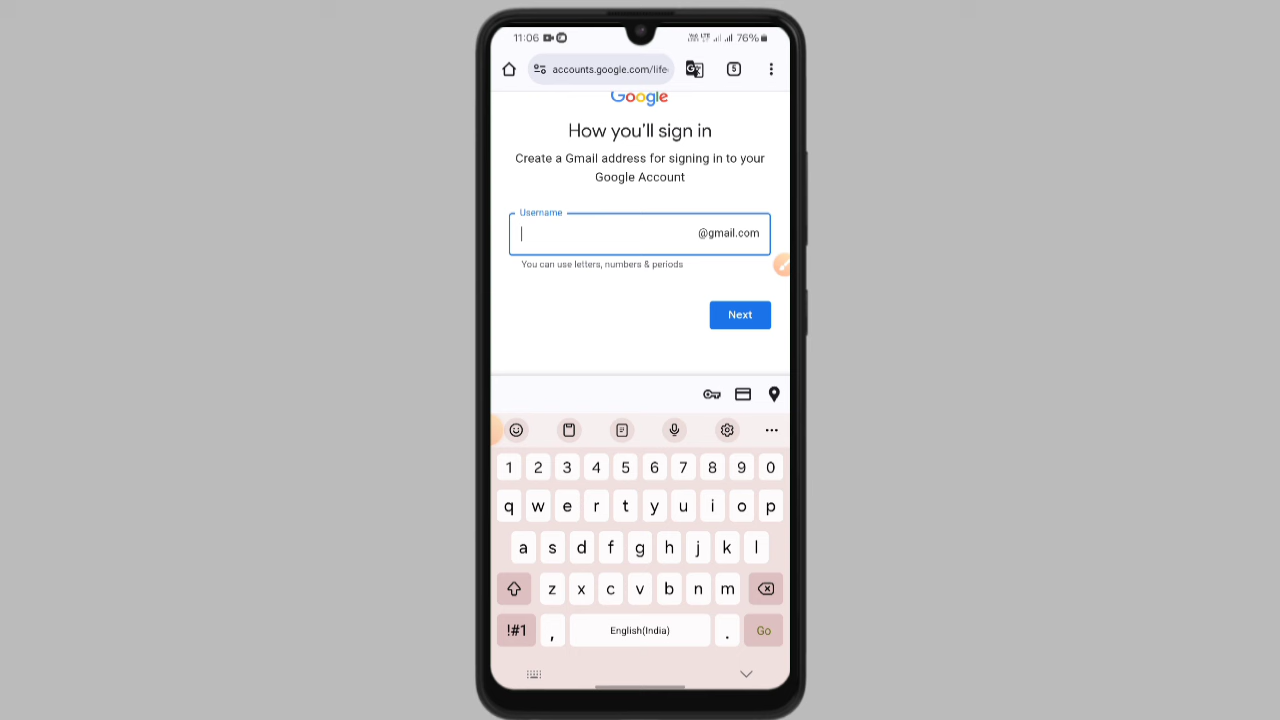 11:06 76%
accounts.google.com/life 5
Google
How you'll sign in
Create a Gmail address for signing in to your
Google Account
Username
@gmail.com
You can use letters, numbers & periods
Next
1 2 3 4 5 6 7 8 9 0
q w e r t y u i o p
a s d f g h j k l
z x c v b n m
!#1 , English(India) . Go